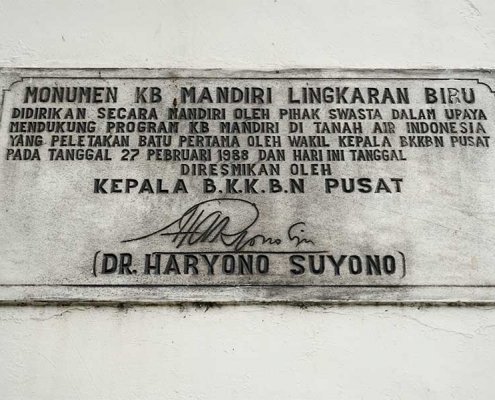 MONUMEN KB MANDIRI LINGKARAN BIRU
DIDIRIKAN SECARA MANDIRI OLEH PIHAK SWASTA DALAM UPAYA
MENDUKUNG PROGRAM KB MANDIRI DI TANAH AIR INDONESIA
YANG PELETAKAN BATU PERTAMA OLEH WAKIL KEPALA BKKBN PUSAT
PADA TANGGAL 27 PEBRUARI 1988 DAN HARI INI TANGGAL
DIRESMIKAN OLEH
KEPALA B.K.K.B.N PUSAT
(DR. HARYONO SUYONO)